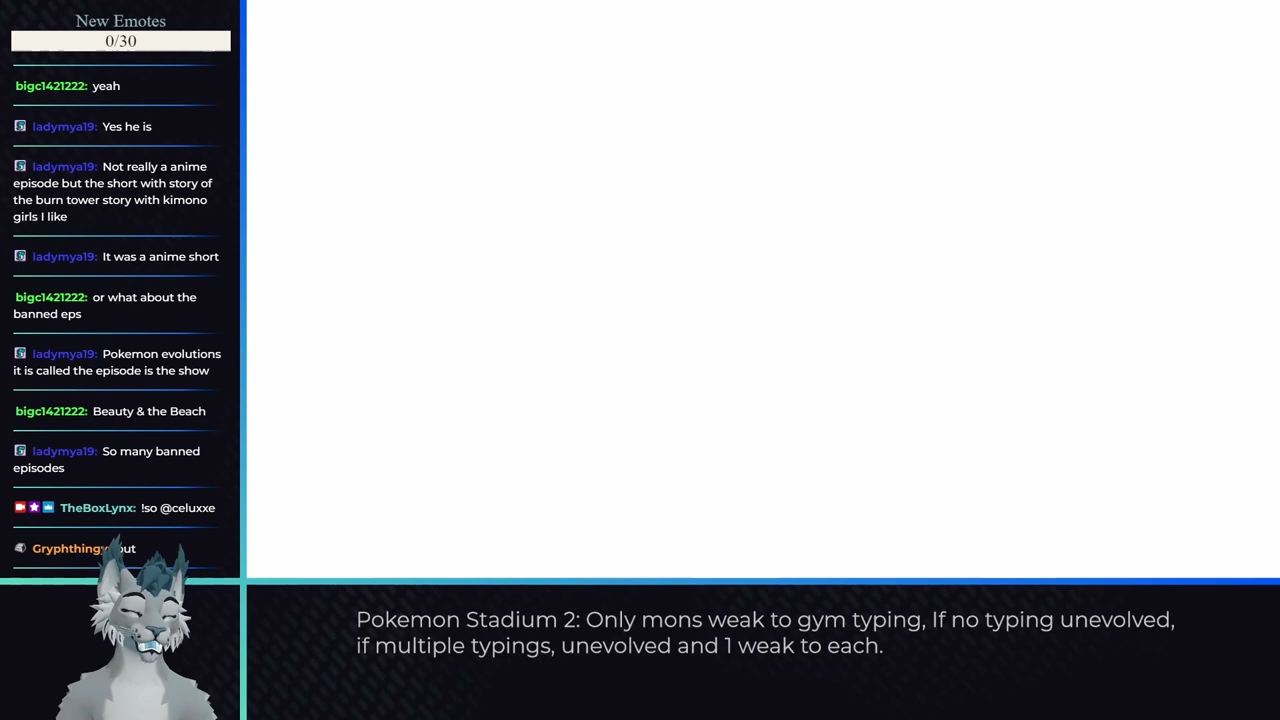 New Emotes
0/30
bigc1421222: yeah
ladymya19: Yes he is
ladymya19: Not really a anime
episode but the short with story of
the burn tower story with kimono
girls I like
ladymya19: It was a anime short
bigc1421222: or what about the
banned eps
ladymya19: Pokemon evolutions
it is called the episode is the show
bigc1421222: Beauty & the Beach
ladymya19: So many banned
episodes
TheBoxLynx: !so @celuxxe
Gryphthingy
Pokemon Stadium 2: Only mons weak to gym typing, If no typing unevolved,
if multiple typings, unevolved and 1 weak to each.